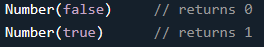 Number(false)     // returns 0
Number(true)      // returns 1